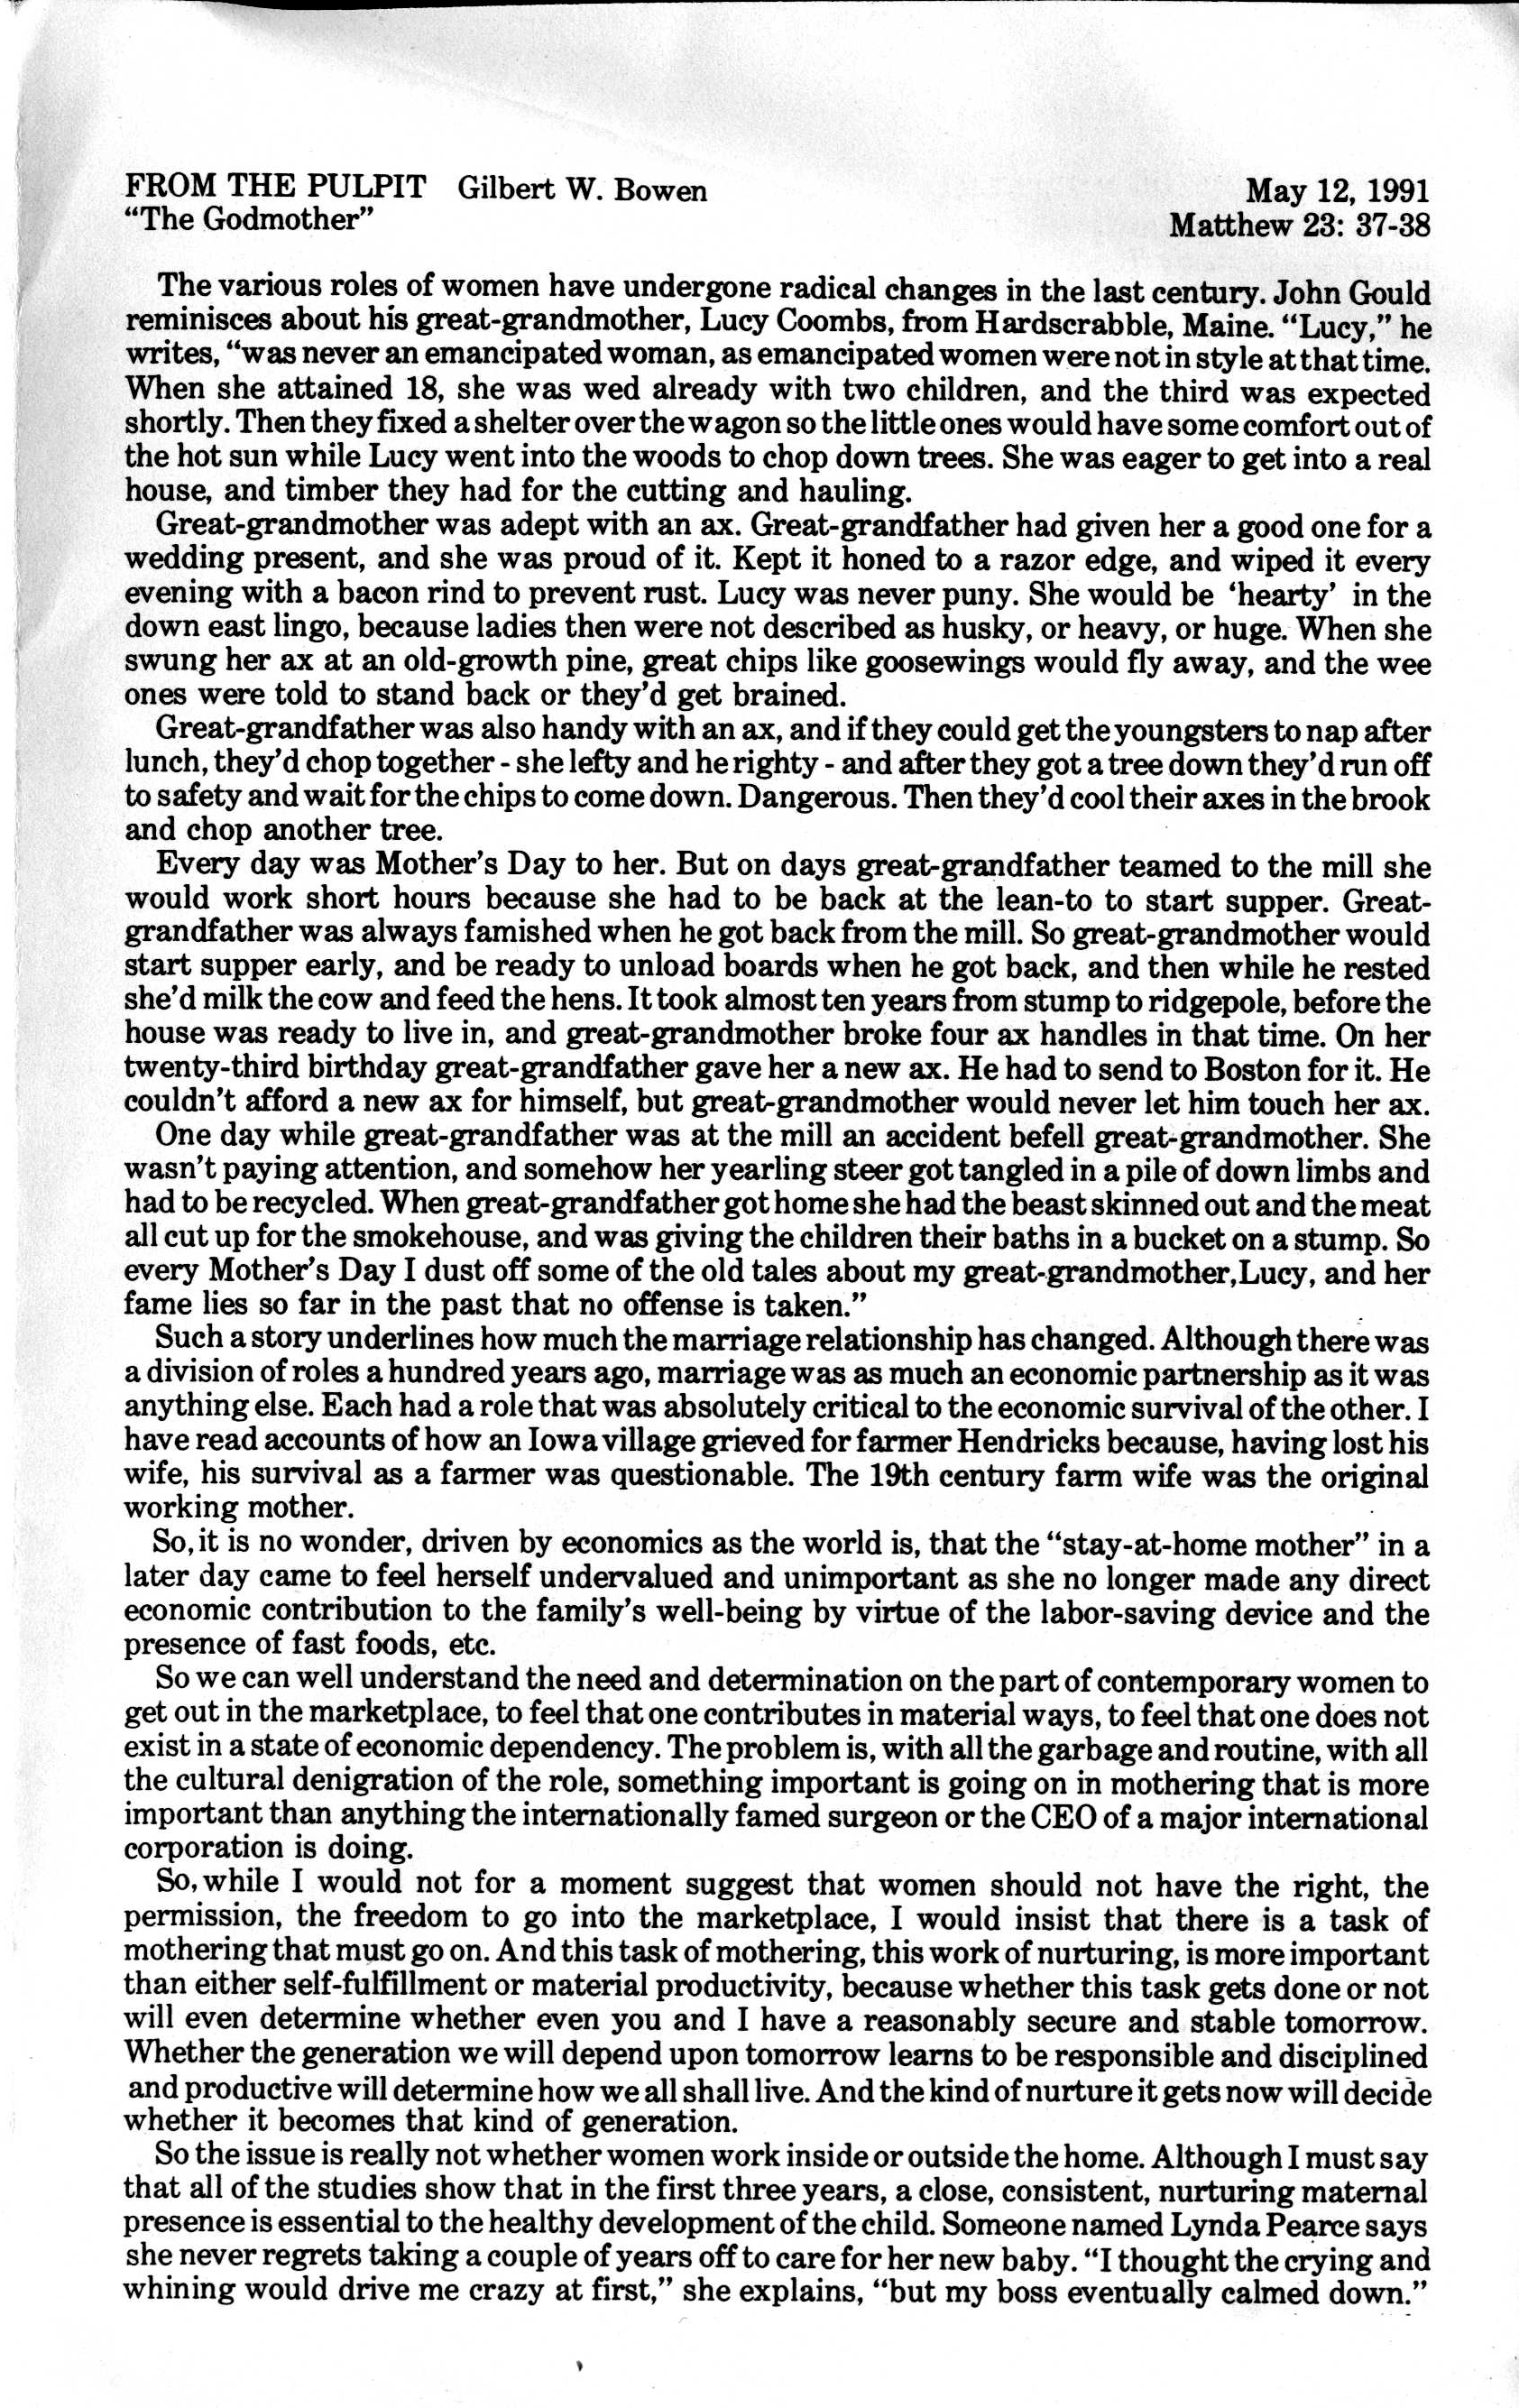 FROM THE PULPIT Gilbert W. Bowen May 12, 1991
“The Godmother” Matthew 23: 37-38
The various roles of women have undergone radical changes in the last century. John Gould
reminisces about his great-grandmother, Lucy Coombs, from Hardscrabble, Maine. “Lucy,” he
writes, “was never an emancipated woman, as emancipated women were not in style at that time.
When she attained 18, she was wed already with two children, and the third was expected
shortly. Then they fixed a shelter over the wagon so the little ones would have some comfort out of
the hot sun while Lucy went into the woods to chop down trees. She was eager to get into a real
house, and timber they had for the cutting and hauling.
Great-grandmother was adept with an ax. Great-grandfather had given her a good one for a
wedding present, and she was proud of it. Kept it honed to a razor edge, and wiped it every
evening with a bacon rind to prevent rust. Lucy was never puny. She would be ‘hearty’ in the
down east lingo, because ladies then were not described as husky, or heavy, or huge. When she
swung her ax at an old-growth pine, great chips like goosewings would fly away, and the wee
ones were told to stand back or they’d get brained.
Great-grandfather was also handy with an ax, and if they could get the youngsters to nap after
lunch, they’d chop together - she lefty and he righty - and after they got a tree down they’d run off
to safety and wait for the chips to come down. Dangerous. Then they’d cool their axes in the brook
and chop another tree.
Every day was Mother’s Day to her. But on days great-grandfather teamed to the mill she
would work short hours because she had to be back at the lean-to to start supper. Great-
grandfather was always famished when he got back from the mill. So great-grandmother would
start supper early, and be ready to unload boards when he got back, and then while he rested
she’d milk the cow and feed the hens. It took almost ten years from stump to ridgepole, before the
house was ready to live in, and great-grandmother broke four ax handles in that time. On her
twenty-third birthday great-grandfather gave her a new ax. He had to send to Boston for it. He
couldn’t afford a new ax for himself, but great-grandmother would never let him touch her ax.
One day while great-grandfather was at the mill an accident befell great-grandmother. She
wasn’t paying attention, and somehow her yearling steer got tangled in a pile of down limbs and
had to be recycled. When great-grandfather got home she had the beast skinned out and the meat
all cut up for the smokehouse, and was giving the children their baths in a bucket on a stump. So
every Mother’s Day I dust off some of the old tales about my great-grandmother,Lucy, and her
fame lies so far in the past that no offense is taken.”
Such a story underlines how much the marriage relationship has changed. Although there was
a division of roles a hundred years ago, marriage was as much an economic partnership as it was
anything else. Each had a role that was absolutely critical to the economic survival of the other. I
have read accounts of how an Iowa village grieved for farmer Hendricks because, having lost his
wife, his survival as a farmer was questionable. The 19th century farm wife was the original
working mother.
So, it is no wonder, driven by economics as the world is, that the “stay-at-home mother” in a
later day came to feel herself undervalued and unimportant as she no longer made any direct
economic contribution to the family’s well-being by virtue of the labor-saving device and the
presence of fast foods, etc.
So we can well understand the need and determination on the part of contemporary women to
get out in the marketplace, to feel that one contributes in material ways, to feel that one does not
exist in a state of economic dependency. The problem is, with all the garbage and routine, with all
the cultural denigration of the role, something important is going on in mothering that is more
important than anything the internationally famed surgeon or the CEO of a major international
corporation is doing.
So, while I would not for a moment suggest that women should not have the right, the
permission, the freedom to go into the marketplace, I would insist that there is a task of
mothering that must go on. And this task of mothering, this work of nurturing, is more important
than either self-fulfillment or material productivity, because whether this task gets done or not
will even determine whether even you and I have a reasonably secure and stable tomorrow.
Whether the generation we will depend upon tomorrow learns to be responsible and disciplined
and productive will determine how we all shall live. And the kind of nurture it gets now will decide
whether it becomes that kind of generation.
So the issue is really not whether women work inside or outside the home. Although I must say
that all of the studies show that in the first three years, a close, consistent, nurturing maternal
presence is essential to the healthy development of the child. Someone named Lynda Pearce says
she never regrets taking a couple of years off to care for her new baby. “I thought the crying and
whining would drive me crazy at first,” she explains, “but my boss eventually calmed down.”